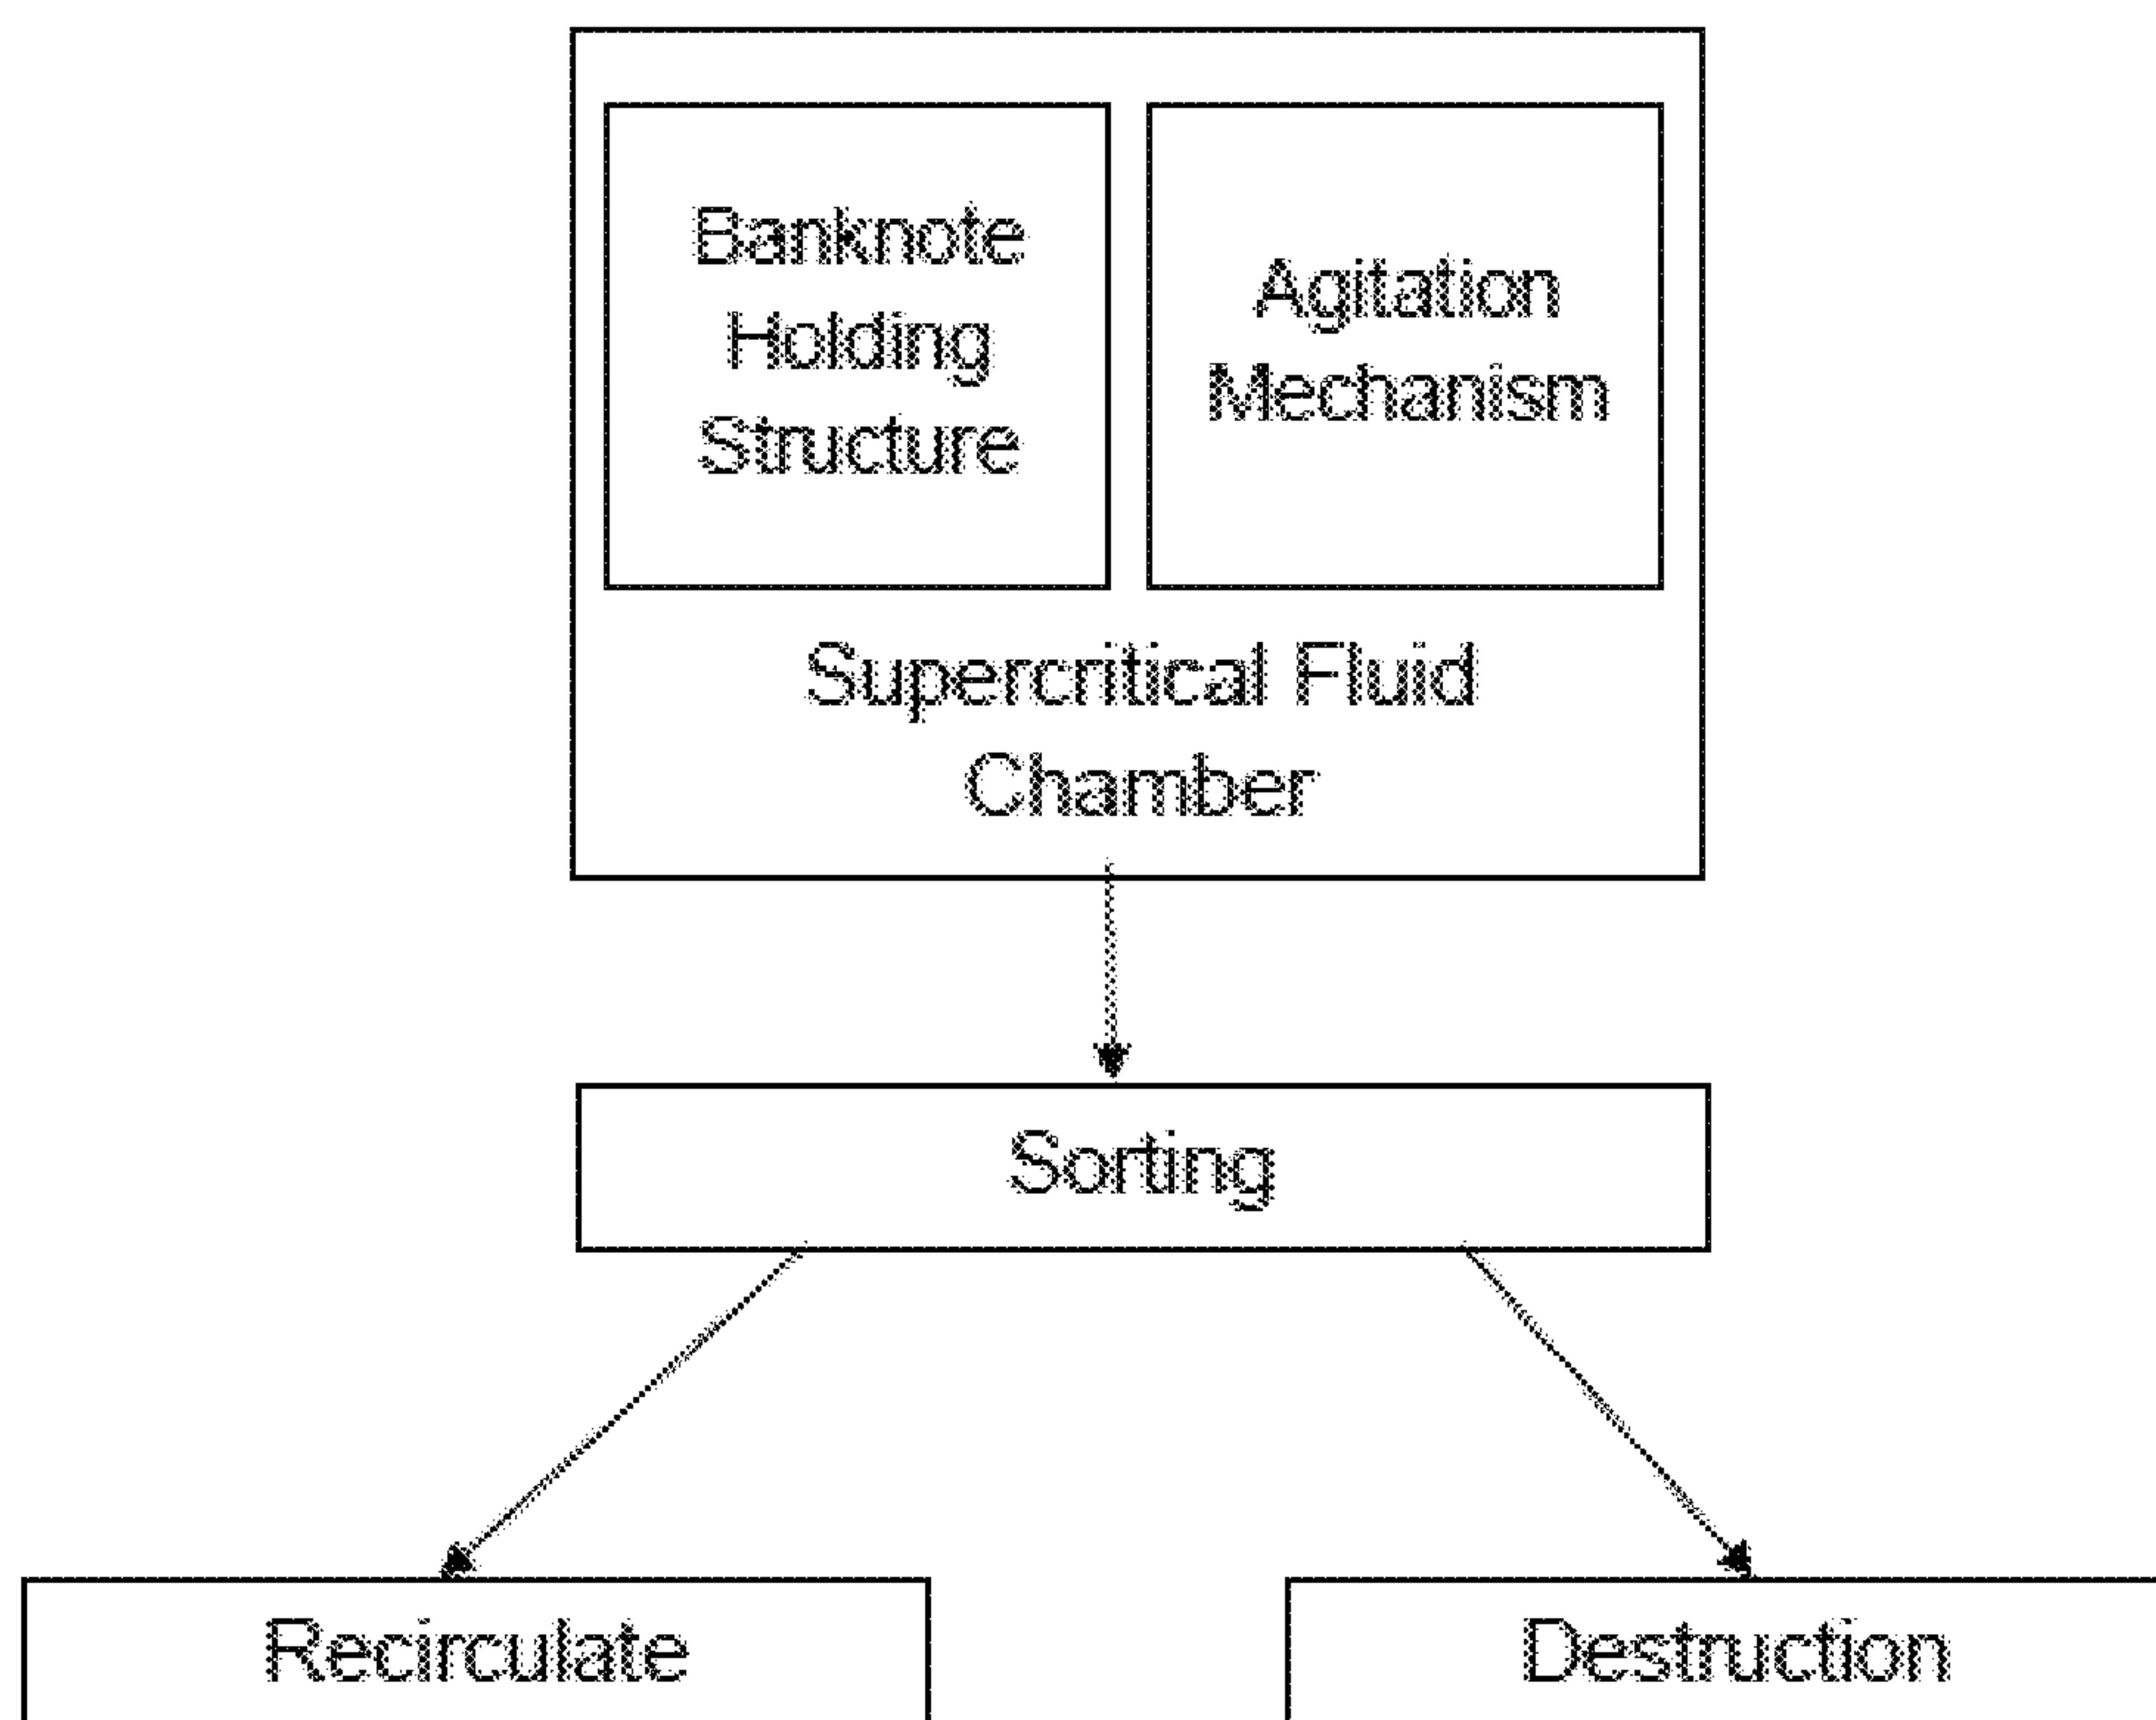 Banknote
Holding
Structure
Agitation
Mechanism
Supercritical Fluid
Chamber
Sorting
Recirculate
Destruction